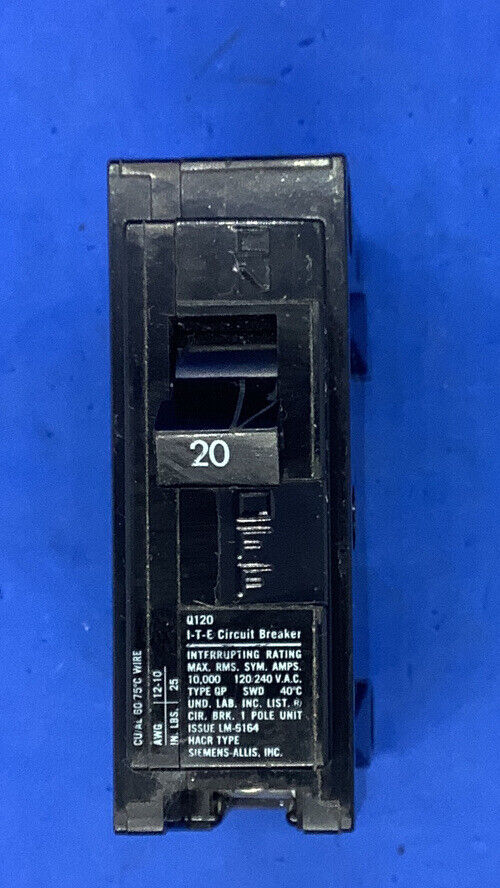 20
OFF
Q120
I-T-E Circuit Breaker
INTERRUPTING RATING
MAX. RMS. SYM. AMPS.
10,000 120/240 V.A.C.
TYPE QP SWD 40°C
UND. LAB. INC. LIST. ®
CIR. BRK. 1 POLE UNIT
ISSUE LM-5164
HACR TYPE
SIEMENS-ALLIS, INC.
CU/AL 60/75°C WIRE
AWG 12-10
IN. LBS. 25